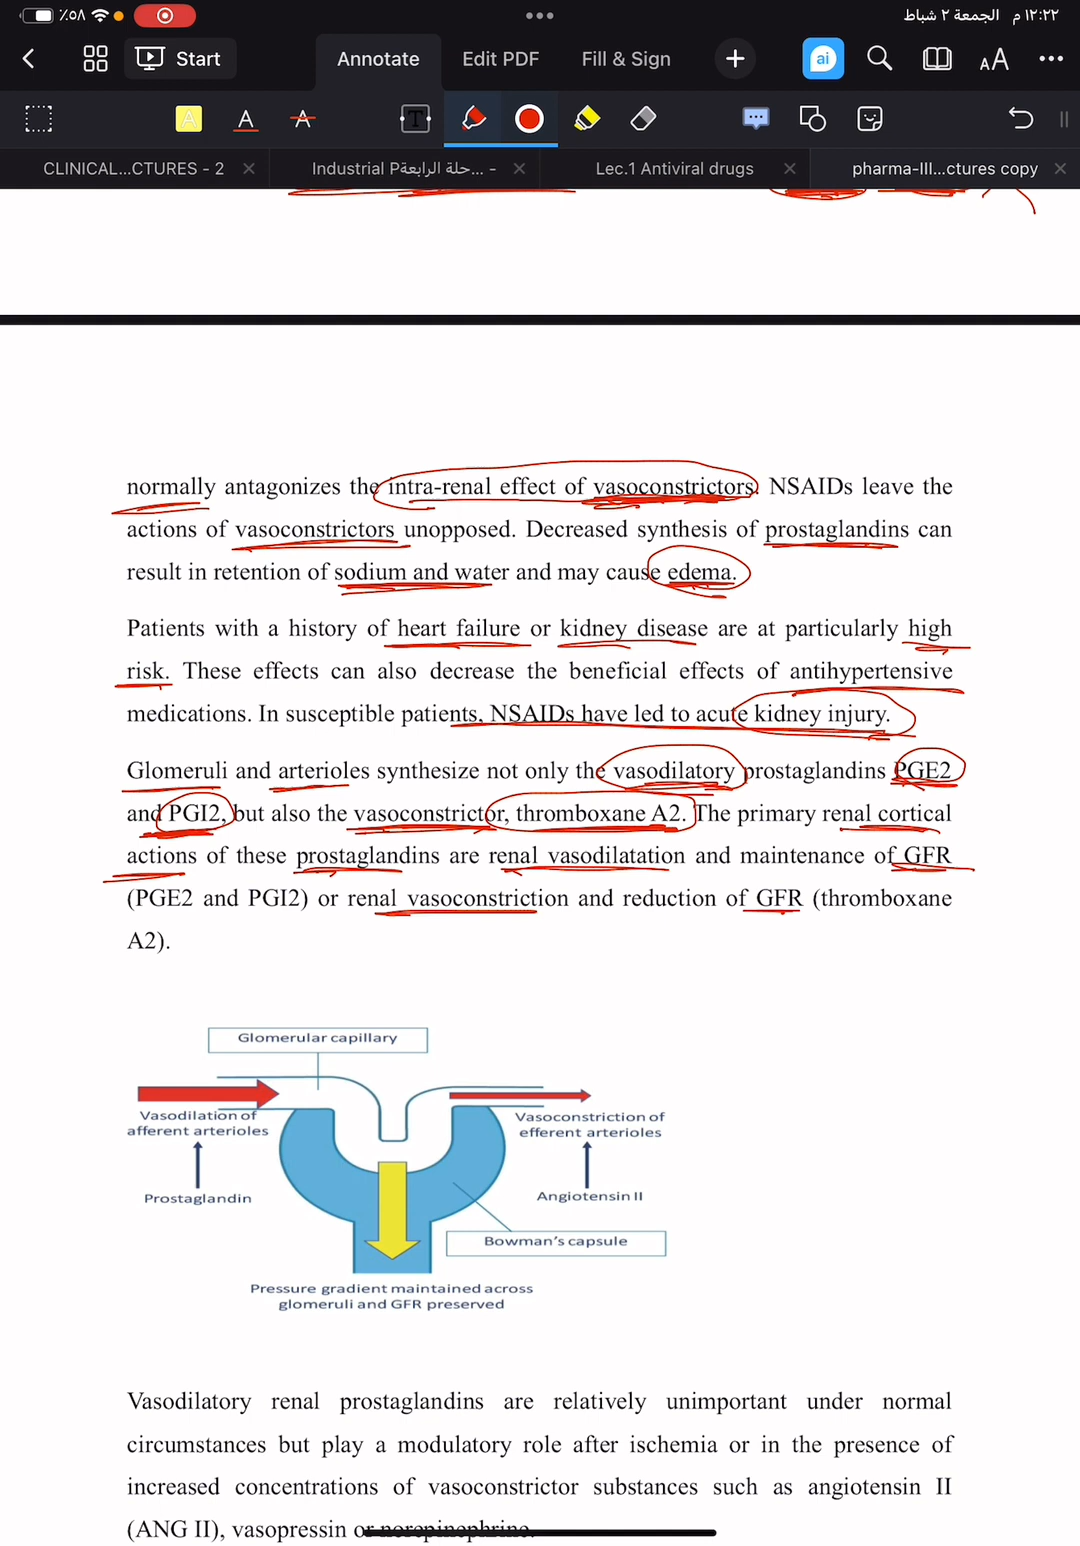 ٪٥٨
١٢:٢٢ م الجمعة ٢ شباط
Start
Annotate
Edit PDF
Fill & Sign
ai
AA
A
A
A
T
CLINICAL...CTURES - 2
Industrial Pحلة الرابعة... -
Lec.1 Antiviral drugs
pharma-III...ctures copy
normally antagonizes the intra-renal effect of vasoconstrictors. NSAIDs leave the
actions of vasoconstrictors unopposed. Decreased synthesis of prostaglandins can
result in retention of sodium and water and may cause edema.
Patients with a history of heart failure or kidney disease are at particularly high
risk. These effects can also decrease the beneficial effects of antihypertensive
medications. In susceptible patients, NSAIDs have led to acute kidney injury.
Glomeruli and arterioles synthesize not only the vasodilatory prostaglandins PGE2
and PGI2, but also the vasoconstrictor, thromboxane A2. The primary renal cortical
actions of these prostaglandins are renal vasodilatation and maintenance of GFR
(PGE2 and PGI2) or renal vasoconstriction and reduction of GFR (thromboxane
A2).
Glomerular capillary
Vasodilation of
afferent arterioles
Prostaglandin
Vasoconstriction of
efferent arterioles
Angiotensin II
Bowman's capsule
Pressure gradient maintained across
glomeruli and GFR preserved
Vasodilatory renal prostaglandins are relatively unimportant under normal
circumstances but play a modulatory role after ischemia or in the presence of
increased concentrations of vasoconstrictor substances such as angiotensin II
(ANG II), vasopressin or norepinephrine.